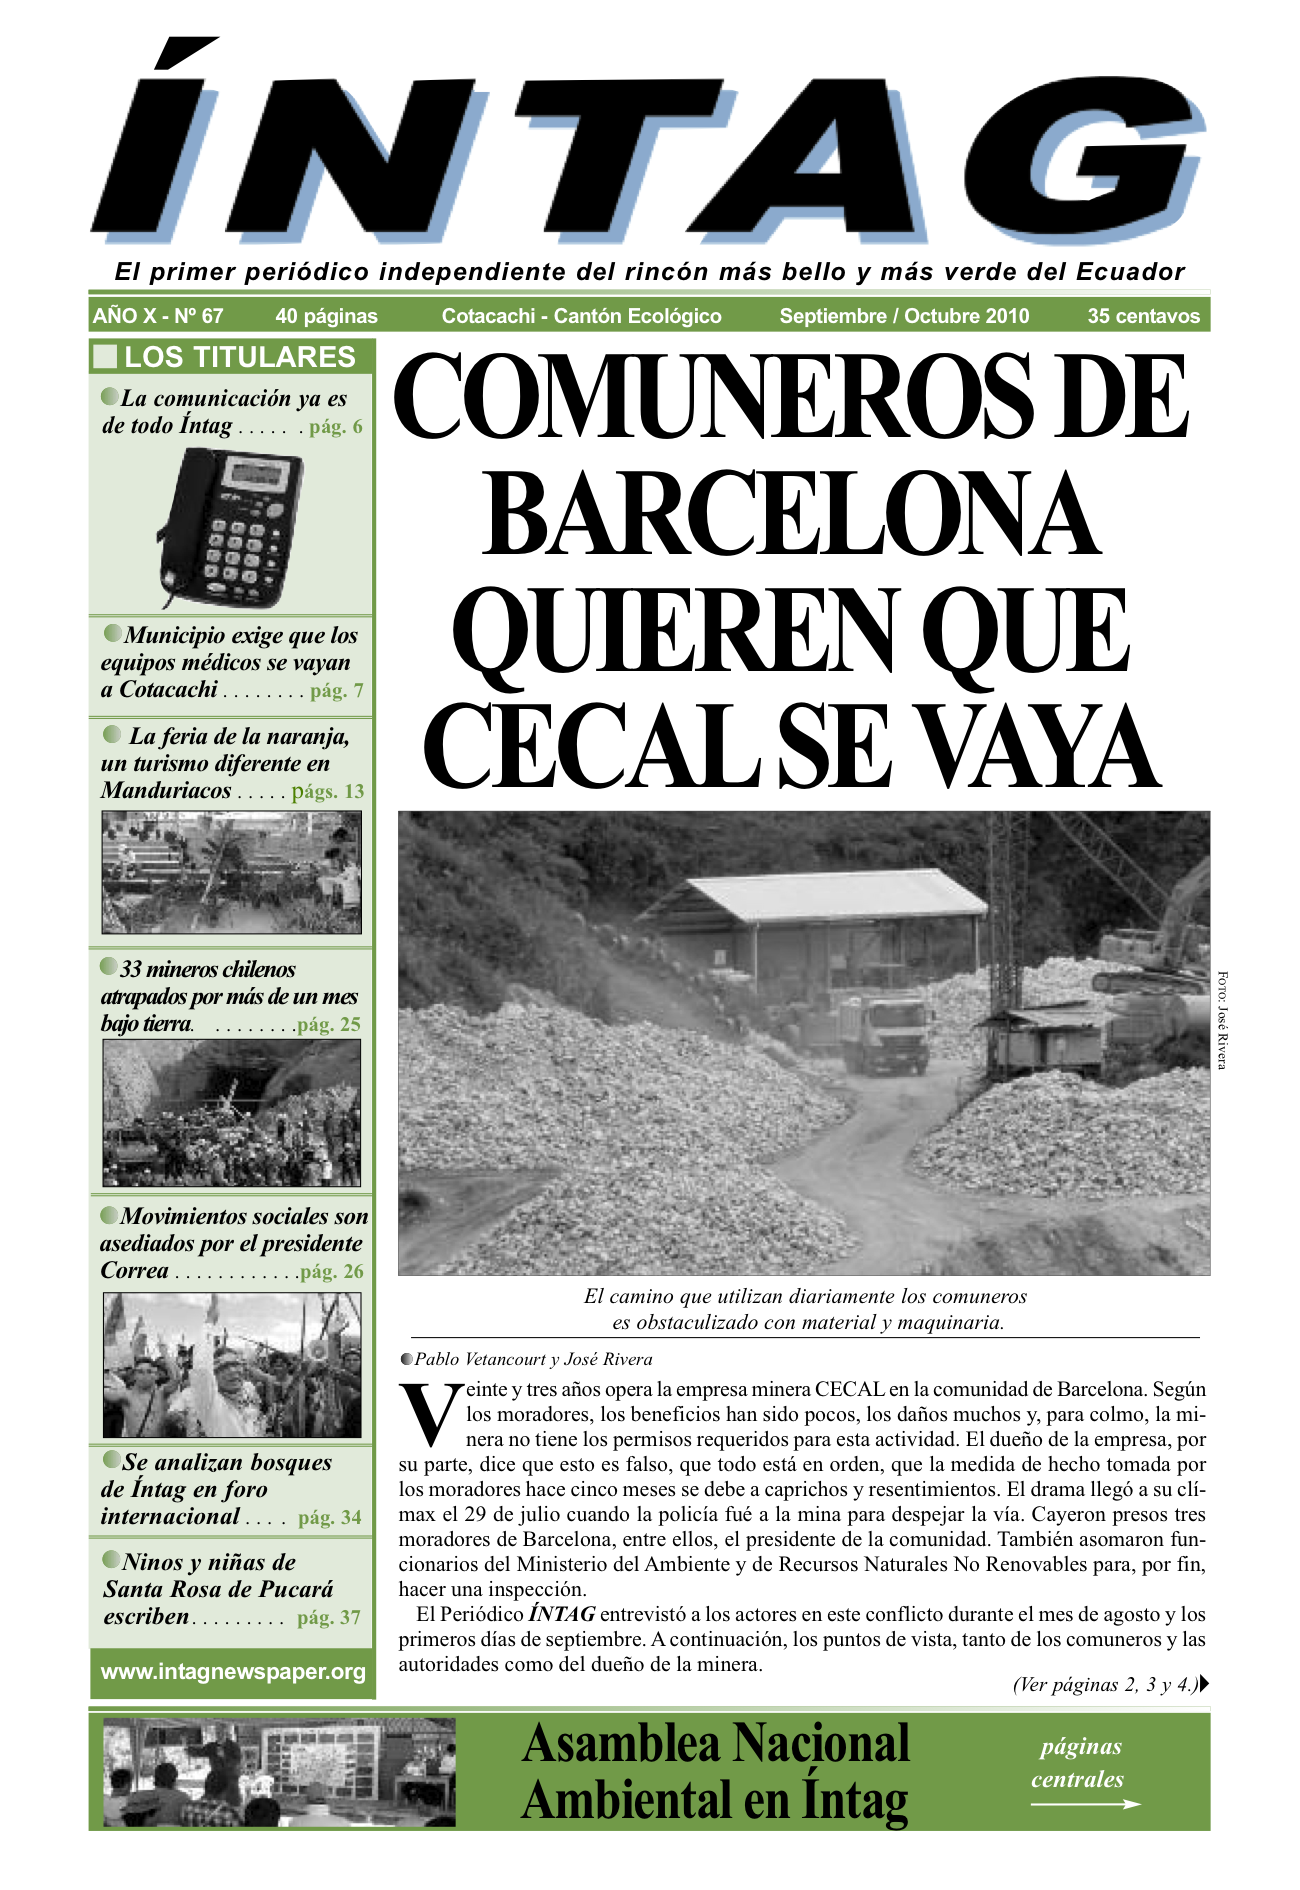 ÍNTAG
El primer periódico independiente del rincón más bello y más verde del Ecuador
AÑO X - Nº 67 40 páginas Cotacachi - Cantón Ecológico Septiembre / Octubre 2010 35 centavos
LOS TITULARES
La comunicación ya es
de todo Íntag . . . . . . pág. 6
Municipio exige que los
equipos médicos se vayan
a Cotacachi . . . . . . . . pág. 7
La feria de la naranja,
un turismo diferente en
Manduriacos . . . . . págs. 13
33 mineros chilenos
atrapados por más de un mes
bajo tierra. . . . . . . . .pág. 25
Movimientos sociales son
asediados por el presidente
Correa . . . . . . . . . . . .pág. 26
Se analizan bosques
de Íntag en foro
internacional . . . . pág. 34
Ninos y niñas de
Santa Rosa de Pucará
escriben. . . . . . . . . pág. 37
www.intagnewspaper.org
COMUNEROS DE
BARCELONA
QUIEREN QUE
CECAL SE VAYA
FOTO: José Rivera
El camino que utilizan diariamente los comuneros
es obstaculizado con material y maquinaria.
Pablo Vetancourt y José Rivera
Veinte y tres años opera la empresa minera CECAL en la comunidad de Barcelona. Según
los moradores, los beneficios han sido pocos, los daños muchos y, para colmo, la mi-
nera no tiene los permisos requeridos para esta actividad. El dueño de la empresa, por
su parte, dice que esto es falso, que todo está en orden, que la medida de hecho tomada por
los moradores hace cinco meses se debe a caprichos y resentimientos. El drama llegó a su clí-
max el 29 de julio cuando la policía fué a la mina para despejar la vía. Cayeron presos tres
moradores de Barcelona, entre ellos, el presidente de la comunidad. También asomaron fun-
cionarios del Ministerio del Ambiente y de Recursos Naturales No Renovables para, por fin,
hacer una inspección.
El Periódico ÍNTAG entrevistó a los actores en este conflicto durante el mes de agosto y los
primeros días de septiembre. A continuación, los puntos de vista, tanto de los comuneros y las
autoridades como del dueño de la minera.
(Ver páginas 2, 3 y 4.)
Asamblea Nacional
Ambiental en Íntag
páginas
centrales